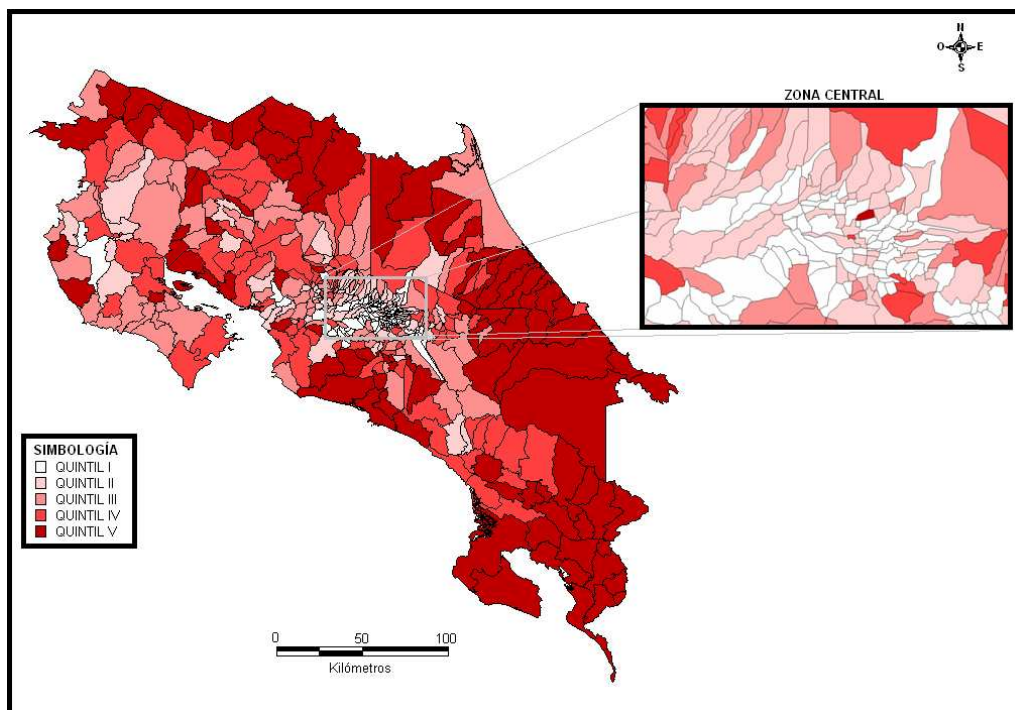 N
O E
S
ZONA CENTRAL
SIMBOLOGÍA
QUINTIL I
QUINTIL II
QUINTIL III
QUINTIL IV
QUINTIL V
0 50 100
Kilómetros